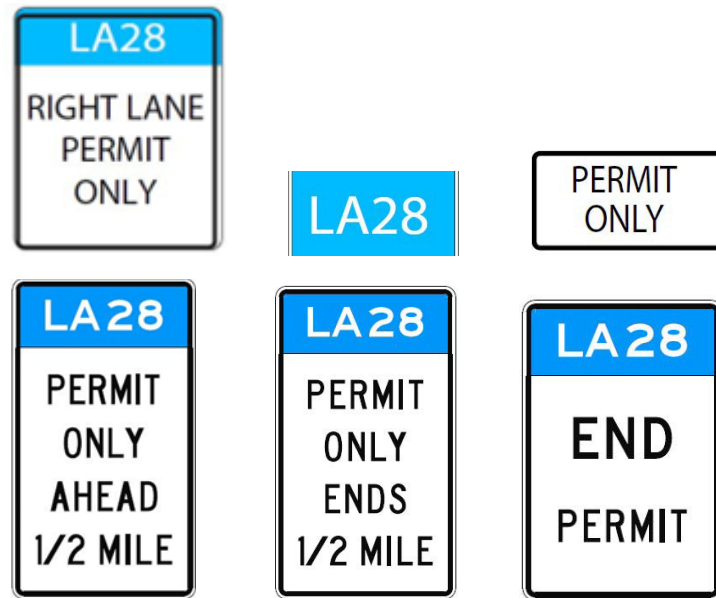 LA28
RIGHT LANE
PERMIT
ONLY
LA28
PERMIT
ONLY
LA28
PERMIT
ONLY
AHEAD
1/2 MILE
LA28
PERMIT
ONLY
ENDS
1/2 MILE
LA28
END
PERMIT